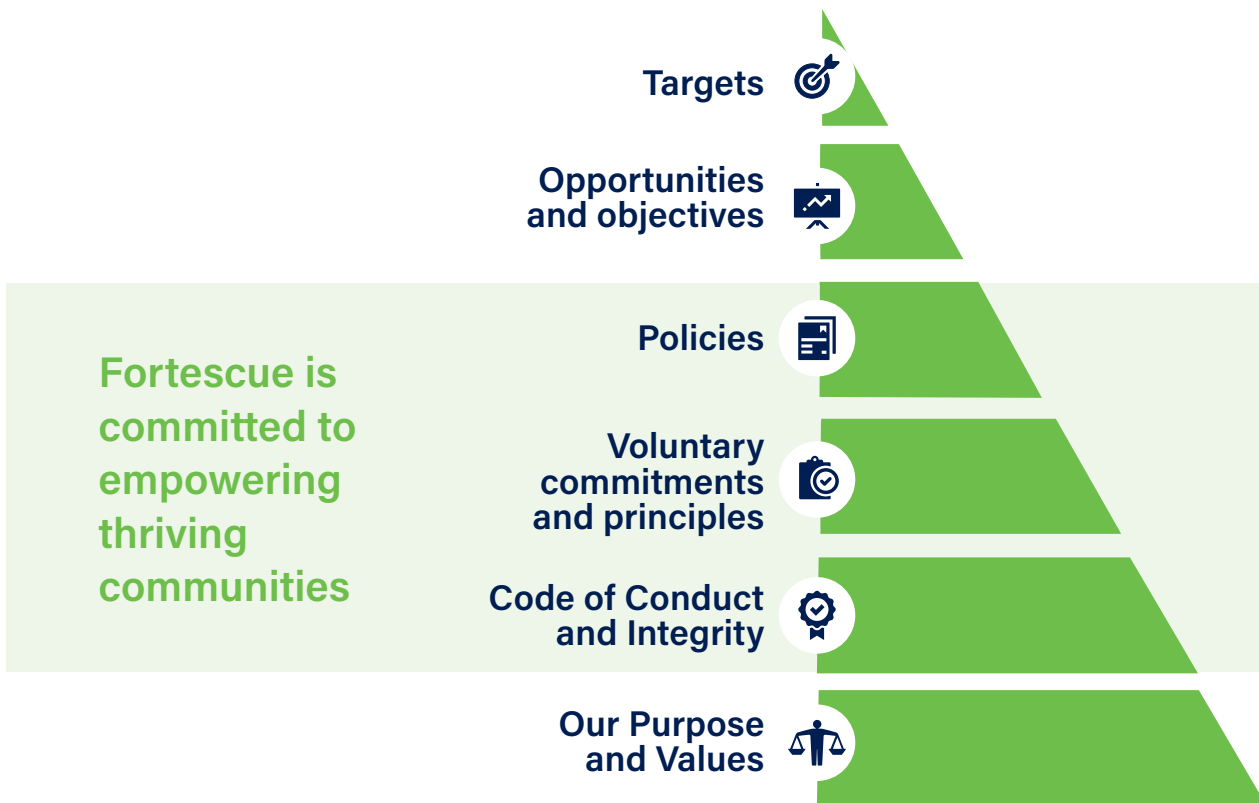 Targets
Opportunities
and objectives
Policies
Fortescue is
committed to
empowering
thriving
communities
Voluntary
commitments
and principles
Code of Conduct
and Integrity
Our Purpose
and Values